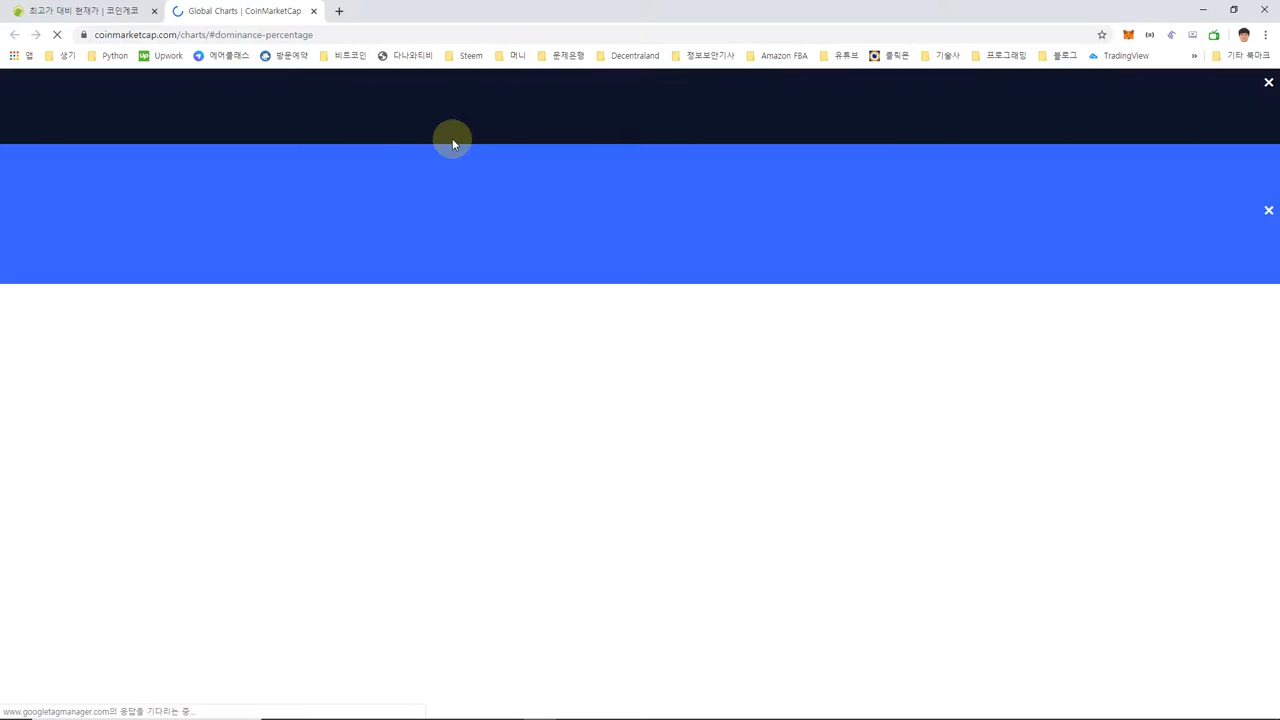 최고가 대비 현재가 | 코인게코
Global Charts | CoinMarketCap
coinmarketcap.com/charts/#dominance-percentage
앱 생기 Python Up Upwork 에어클래스 방문예약 비트코인 다나와티비 Steem 머니 문제은행 Decentraland 정보보안기사 Amazon FBA 유튜브 클릭몬 기술사 프로그래밍 블로그 TradingView » 기타 북마크
www.googletagmanager.com의 응답을 기다리는 중...